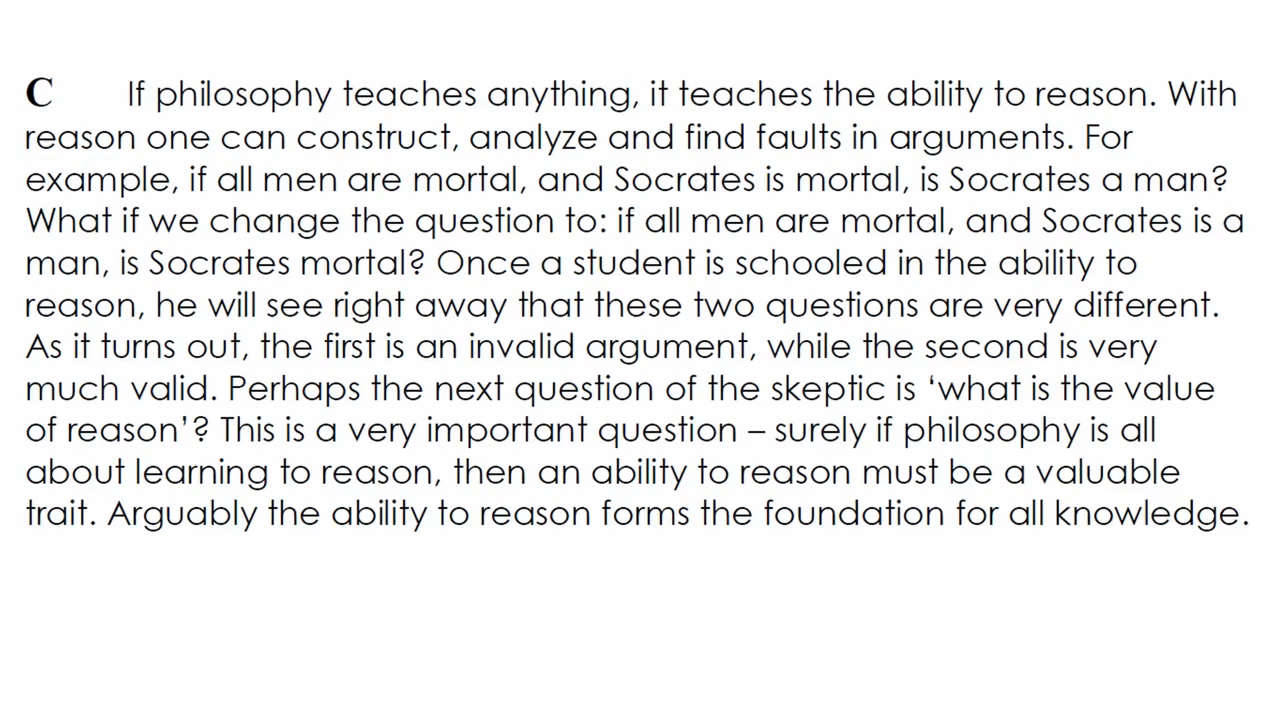 C If philosophy teaches anything, it teaches the ability to reason. With
reason one can construct, analyze and find faults in arguments. For
example, if all men are mortal, and Socrates is mortal, is Socrates a man?
What if we change the question to: if all men are mortal, and Socrates is a
man, is Socrates mortal? Once a student is schooled in the ability to
reason, he will see right away that these two questions are very different.
As it turns out, the first is an invalid argument, while the second is very
much valid. Perhaps the next question of the skeptic is ‘what is the value
of reason’? This is a very important question – surely if philosophy is all
about learning to reason, then an ability to reason must be a valuable
trait. Arguably the ability to reason forms the foundation for all knowledge.